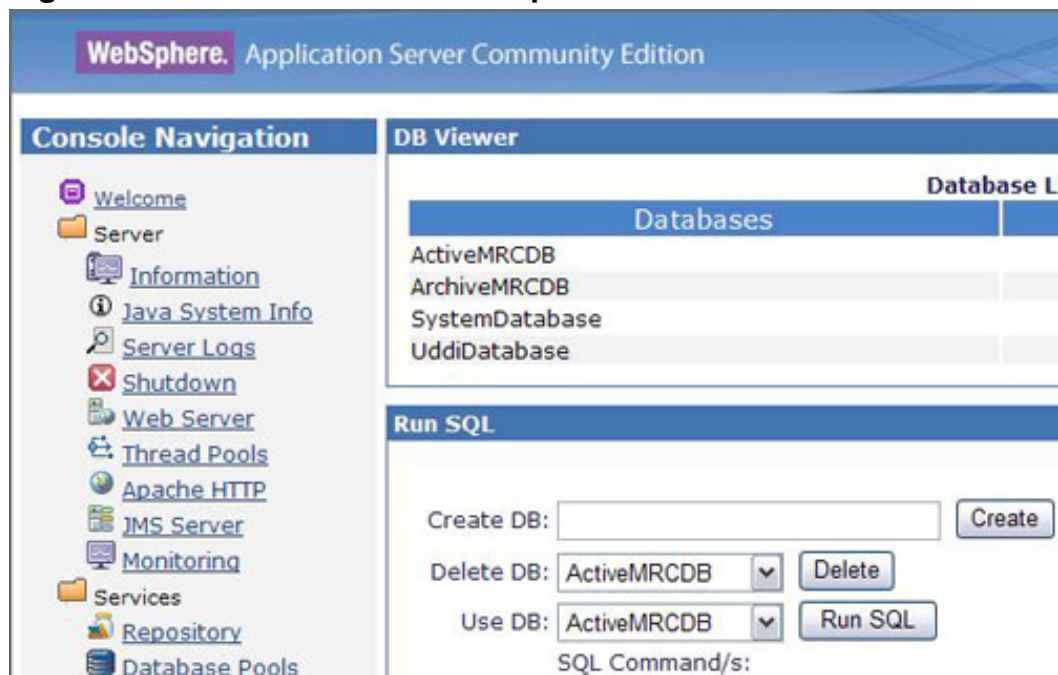 WebSphere. Application Server Community Edition
Console Navigation
Welcome
Server
Information
Java System Info
Server Logs
Shutdown
Web Server
Thread Pools
Apache HTTP
JMS Server
Monitoring
Services
Repository
Database Pools
DB Viewer
Database L
Databases
ActiveMRCDB
ArchiveMRCDB
SystemDatabase
UddiDatabase
Run SQL
Create DB: Create
Delete DB: ActiveMRCDB Delete
Use DB: ActiveMRCDB Run SQL
SQL Command/s: